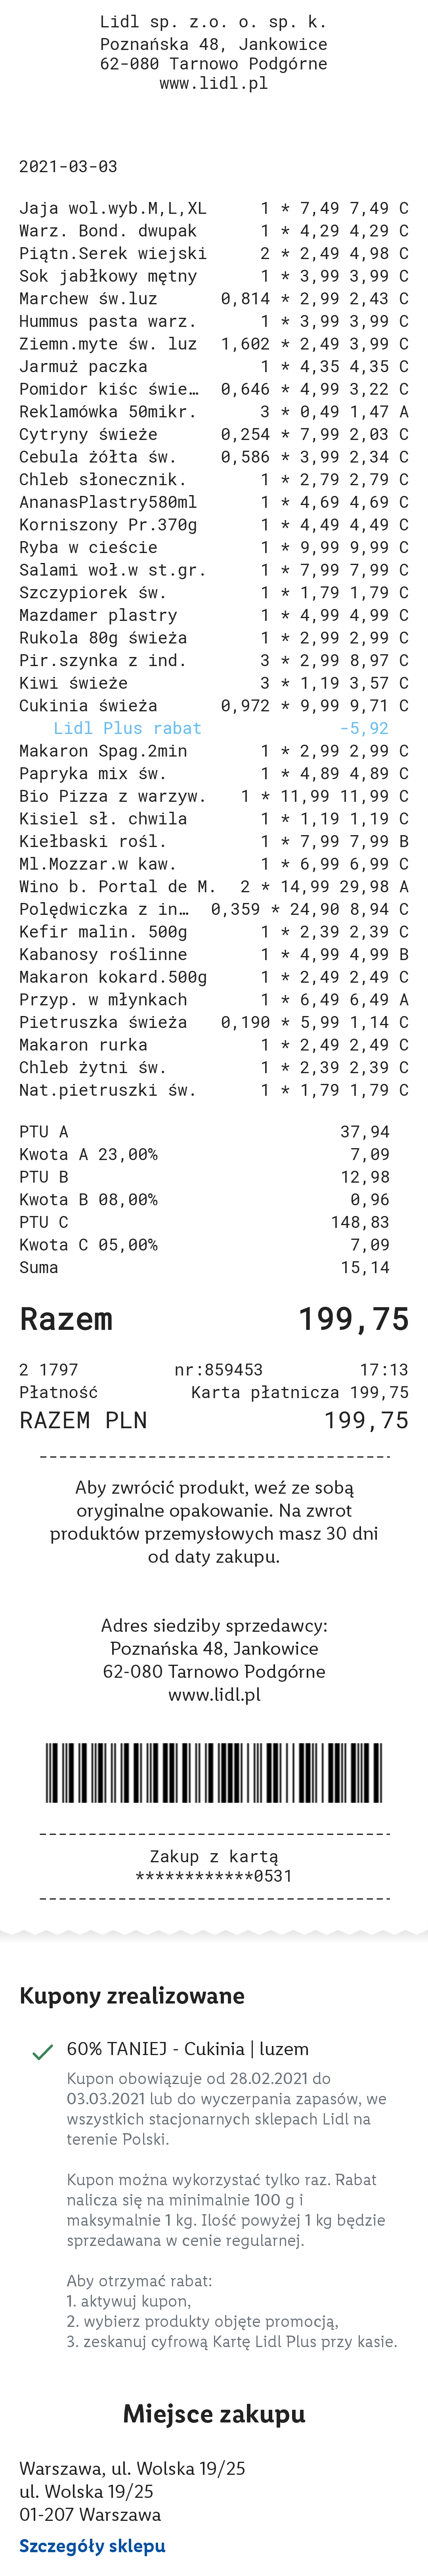 Lidl sp. z.o. o. sp. k.
Poznańska 48, Jankowice
62-080 Tarnowo Podgórne
www.lidl.pl
2021-03-03
Jaja wol.wyb.M,L,XL 1 * 7,49 7,49 C
Warz. Bond. dwupak 1 * 4,29 4,29 C
Piątn.Serek wiejski 2 * 2,49 4,98 C
Sok jabłkowy mętny 1 * 3,99 3,99 C
Marchew św.luz 0,814 * 2,99 2,43 C
Hummus pasta warz. 1 * 3,99 3,99 C
Ziemn.myte św. luz 1,602 * 2,49 3,99 C
Jarmuż paczka 1 * 4,35 4,35 C
Pomidor kiśc świe… 0,646 * 4,99 3,22 C
Reklamówka 50mikr. 3 * 0,49 1,47 A
Cytryny świeże 0,254 * 7,99 2,03 C
Cebula żółta św. 0,586 * 3,99 2,34 C
Chleb słonecznik. 1 * 2,79 2,79 C
AnanasPlastry580ml 1 * 4,69 4,69 C
Korniszony Pr.370g 1 * 4,49 4,49 C
Ryba w cieście 1 * 9,99 9,99 C
Salami woł.w st.gr. 1 * 7,99 7,99 C
Szczypiorek św. 1 * 1,79 1,79 C
Mazdamer plastry 1 * 4,99 4,99 C
Rukola 80g świeża 1 * 2,99 2,99 C
Pir.szynka z ind. 3 * 2,99 8,97 C
Kiwi świeże 3 * 1,19 3,57 C
Cukinia świeża 0,972 * 9,99 9,71 C
Lidl Plus rabat -5,92
Makaron Spag.2min 1 * 2,99 2,99 C
Papryka mix św. 1 * 4,89 4,89 C
Bio Pizza z warzyw. 1 * 11,99 11,99 C
Kisiel sł. chwila 1 * 1,19 1,19 C
Kiełbaski rośl. 1 * 7,99 7,99 B
Ml.Mozzar.w kaw. 1 * 6,99 6,99 C
Wino b. Portal de M. 2 * 14,99 29,98 A
Polędwiczka z in… 0,359 * 24,90 8,94 C
Kefir malin. 500g 1 * 2,39 2,39 C
Kabanosy roślinne 1 * 4,99 4,99 B
Makaron kokard.500g 1 * 2,49 2,49 C
Przyp. w młynkach 1 * 6,49 6,49 A
Pietruszka świeża 0,190 * 5,99 1,14 C
Makaron rurka 1 * 2,49 2,49 C
Chleb żytni św. 1 * 2,39 2,39 C
Nat.pietruszki św. 1 * 1,79 1,79 C
PTU A 37,94
Kwota A 23,00% 7,09
PTU B 12,98
Kwota B 08,00% 0,96
PTU C 148,83
Kwota C 05,00% 7,09
Suma 15,14
Razem 199,75
2 1797 nr:859453 17:13
Płatność Karta płatnicza 199,75
RAZEM PLN 199,75
Aby zwrócić produkt, weź ze sobą
oryginalne opakowanie. Na zwrot
produktów przemysłowych masz 30 dni
od daty zakupu.
Adres siedziby sprzedawcy:
Poznańska 48, Jankowice
62-080 Tarnowo Podgórne
www.lidl.pl
Zakup z kartą
************0531
Kupony zrealizowane
60% TANIEJ - Cukinia | luzem
Kupon obowiązuje od 28.02.2021 do
03.03.2021 lub do wyczerpania zapasów, we
wszystkich stacjonarnych sklepach Lidl na
terenie Polski.
Kupon można wykorzystać tylko raz. Rabat
nalicza się na minimalnie 100 g i
maksymalnie 1 kg. Ilość powyżej 1 kg będzie
sprzedawana w cenie regularnej.
Aby otrzymać rabat:
1. aktywuj kupon,
2. wybierz produkty objęte promocją,
3. zeskanuj cyfrową Kartę Lidl Plus przy kasie.
Miejsce zakupu
Warszawa, ul. Wolska 19/25
ul. Wolska 19/25
01-207 Warszawa
Szczegóły sklepu